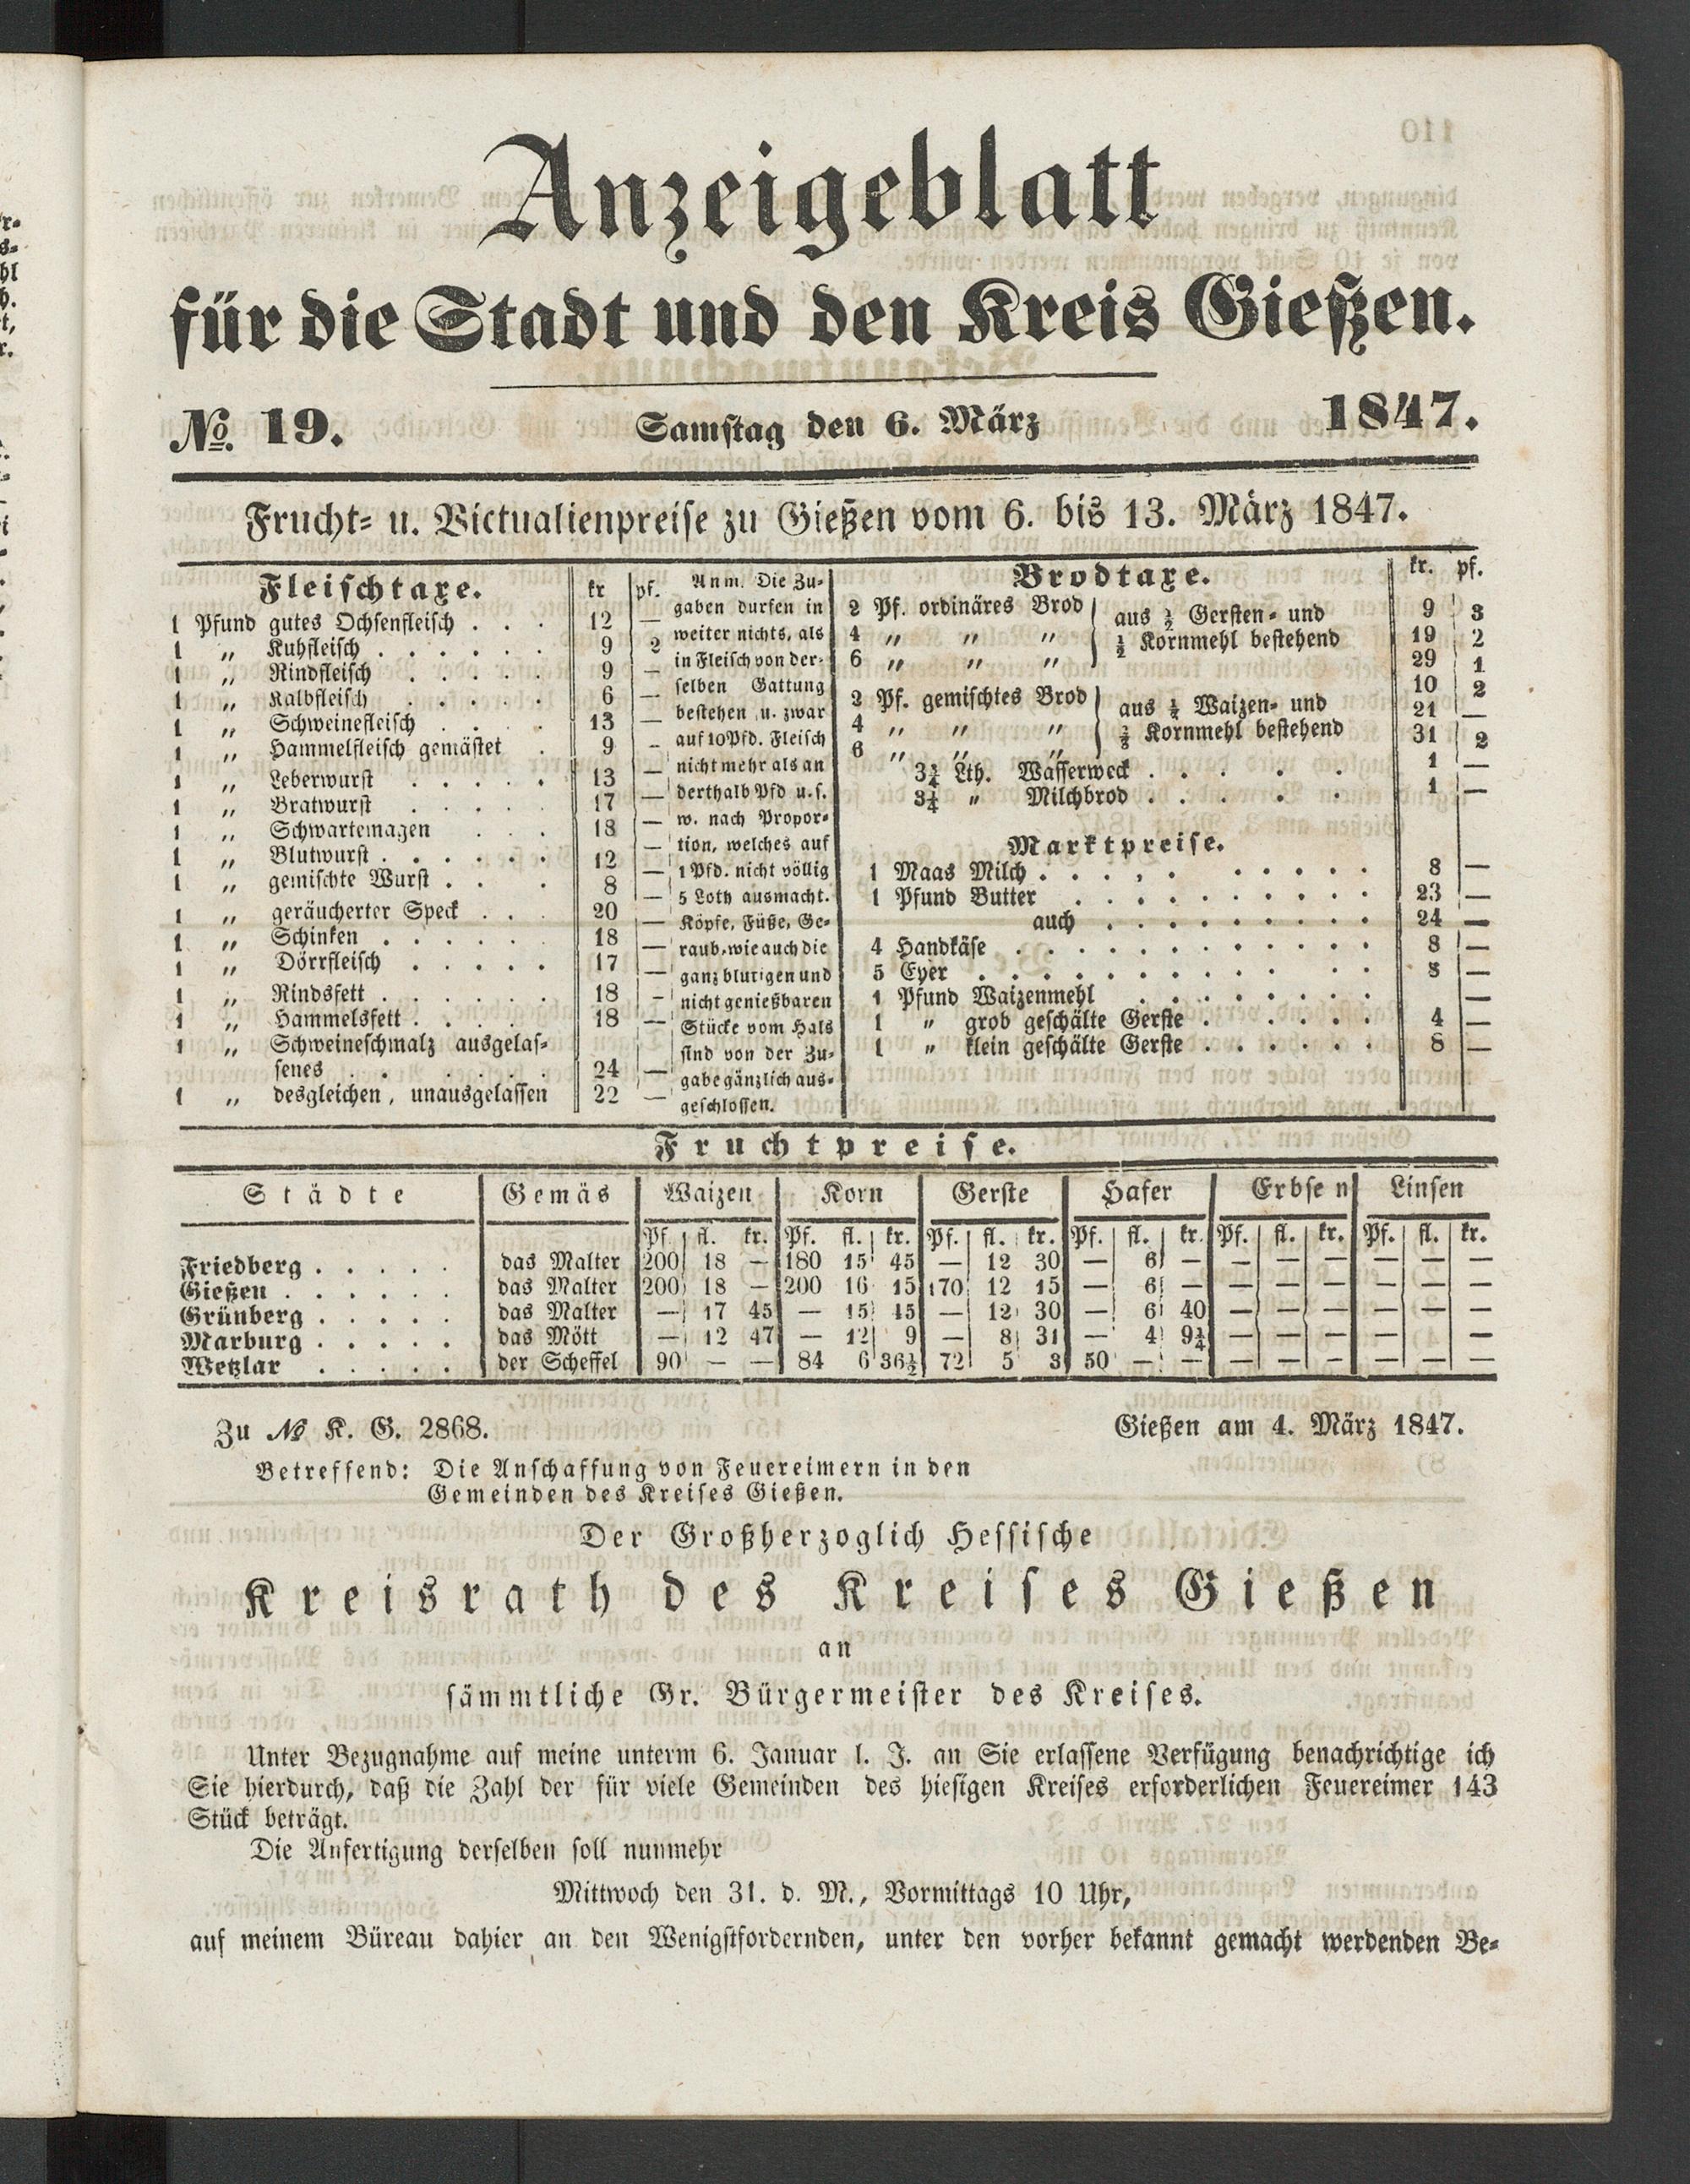 Anzeigeblatt
für die Stadt und den Kreis Gießen.
No. 19. Samstag den 6. März 1847.
Frucht- u. Victualienpreise zu Gießen vom 6. bis 13. März 1847.
Fleischtaxe. kr pf.
1 Pfund gutes Ochsenfleisch . . . 12 —
1 „ Kuhfleisch . . . . . . 9 2
1 „ Rindfleisch . . . . . 9 —
1 „ Kalbfleisch . . . . . 6 —
1 „ Schweinefleisch . . . . 13 —
1 „ Hammelfleisch gemästet . 9 —
1 „ Leberwurst . . . . . 13 —
1 „ Bratwurst . . . . . 17 —
1 „ Schwartemagen . . . 18 —
1 „ Blutwurst . . . . . . 12 —
1 „ gemischte Wurst . . . 8 —
1 „ geräucherter Speck . . . 20 —
1 „ Schinken . . . . . . 18 —
1 „ Dörrfleisch . . . . . 17 —
1 „ Rindsfett . . . . . . 18 —
1 „ Hammelsfett . . . . 18 —
1 „ Schweineschmalz ausgelas-
senes . . . . . . 24 —
1 „ desgleichen, unausgelassen 22 —
Anm. Die Zu-
gaben durfen in
weiter nichts, als
in Fleisch von der-
selben Gattung
bestehen u. zwar
auf 10 Pfd. Fleisch
nicht mehr als an
derthalb Pfd u. s.
w. nach Propor-
tion, welches auf
1 Pfd. nicht völlig
5 Loth ausmacht.
Köpfe, Füße, Ge-
raub, wie auch die
ganz blutigen und
nicht genießbaren
Stücke vom Hals
sind von der Zu-
gabe gänzlich aus-
geschlossen.
Brodtaxe. kr. pf.
2 Pf. ordinäres Brod aus ½ Gersten- und 9 3
4 „ „ „ ½ Kornmehl bestehend 19 2
6 „ „ „ 29 1
2 Pf. gemischtes Brod aus Waizen- und 10 2
4 „ „ „ Kornmehl bestehend 21 —
6 „ „ „ 31 2
Lth. Wasserweck . . . . . 1 —
3¼ „ Milchbrod . . . . . 1 —
Marktpreise.
1 Maas Milch . . . . . . . . . . 8 —
1 Pfund Butter . . . . . . . . . 23 —
auch . . . . . . . . . 24 —
4 Handkäse . . . . . . . . . . . 8 —
5 Eyer . . . . . . . . . . . 8 —
1 Pfund Waizenmehl . . . . . . . —
1 „ grob geschälte Gerste . . . . . 4 —
1 „ klein geschälte Gerste . . . . . . 8 —
Fruchtpreise.
Städte Gemäs Waizen Korn Gerste Hafer Erbsen Linsen
Pf. fl. kr. Pf. fl. kr. Pf. fl. kr. Pf. fl. kr. Pf. fl. kr. Pf. fl. kr.
Friedberg . . . . . das Malter 200 18 — 180 15 45 — 12 30 — 6 — — — — — — —
Gießen . . . . . . das Malter 200 18 — 200 16 15 170 12 15 — 6 — — — — — — —
Grünberg . . . . . das Malter — 17 45 — 15 45 — 12 30 — 6 40 — — — — — —
Marburg . . . . . das Mött — 12 47 — 12 9 — 8 31 — 4 9¼ — — — — — —
Wetzlar . . . . . der Scheffel 90 — — 84 6 36½ 72 5 3 50 — — — — — — — —
Zu № K. G. 2868. Gießen am 4. März 1847.
Betreffend: Die Anschaffung von Feuereimern in den
Gemeinden des Kreises Gießen.
Der Großherzoglich Hessische
Kreisrath des Kreises Gießen
an
sämmtliche Gr. Bürgermeister des Kreises.
Unter Bezugnahme auf meine unterm 6. Januar l. J. an Sie erlassene Verfügung benachrichtige ich
Sie hierdurch, daß die Zahl der für viele Gemeinden des hiesigen Kreises erforderlichen Feuereimer 143
Stück beträgt.
Die Anfertigung derselben soll nunmehr
Mittwoch den 31. d. M., Vormittags 10 Uhr,
auf meinem Büreau dahier an den Wenigstfordernden, unter den vorher bekannt gemacht werdenden Be-